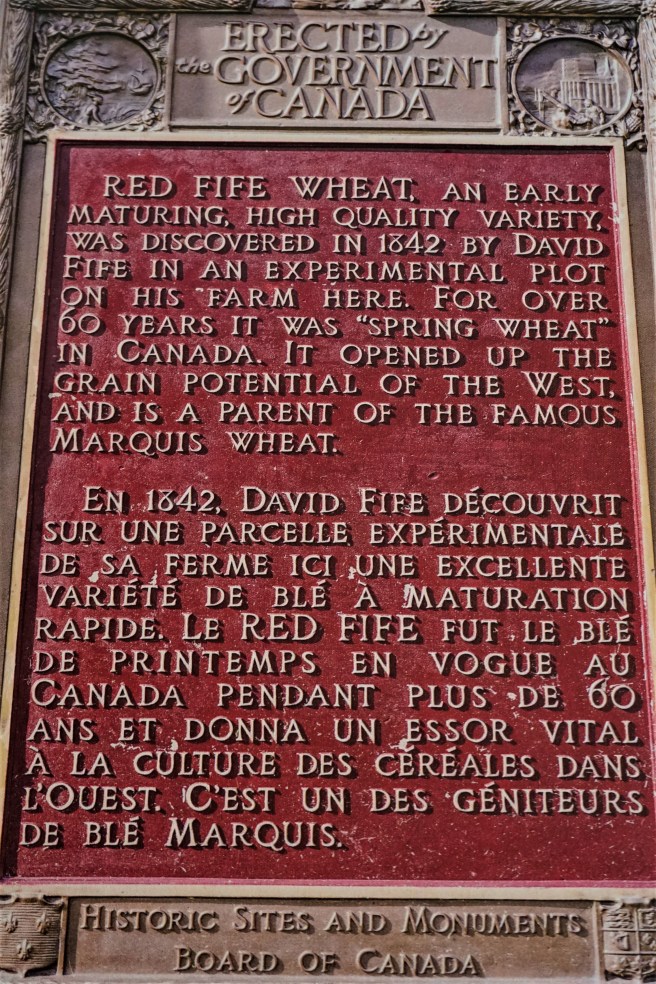 ERECTED by
the GOVERNMENT
of CANADA
RED FIFE WHEAT, AN EARLY
MATURING, HIGH QUALITY VARIETY,
WAS DISCOVERED IN 1842 BY DAVID
FIFE IN AN EXPERIMENTAL PLOT
ON HIS FARM HERE. FOR OVER
60 YEARS IT WAS "SPRING WHEAT"
IN CANADA. IT OPENED UP THE
GRAIN POTENTIAL OF THE WEST,
AND IS A PARENT OF THE FAMOUS
MARQUIS WHEAT.
EN 1842, DAVID FIFE DÉCOUVRIT
SUR UNE PARCELLE EXPÉRIMENTALE
DE SA FERME ICI UNE EXCELLENTE
VARIÉTÉ DE BLÉ À MATURATION
RAPIDE. LE RED FIFE FUT LE BLÉ
DE PRINTEMPS EN VOGUE AU
CANADA PENDANT PLUS DE 60
ANS ET DONNA UN ESSOR VITAL
À LA CULTURE DES CÉRÉALES DANS
L'OUEST. C'EST UN DES GÉNITEURS
DE BLÉ MARQUIS.
HISTORIC SITES AND MONUMENTS
BOARD OF CANADA